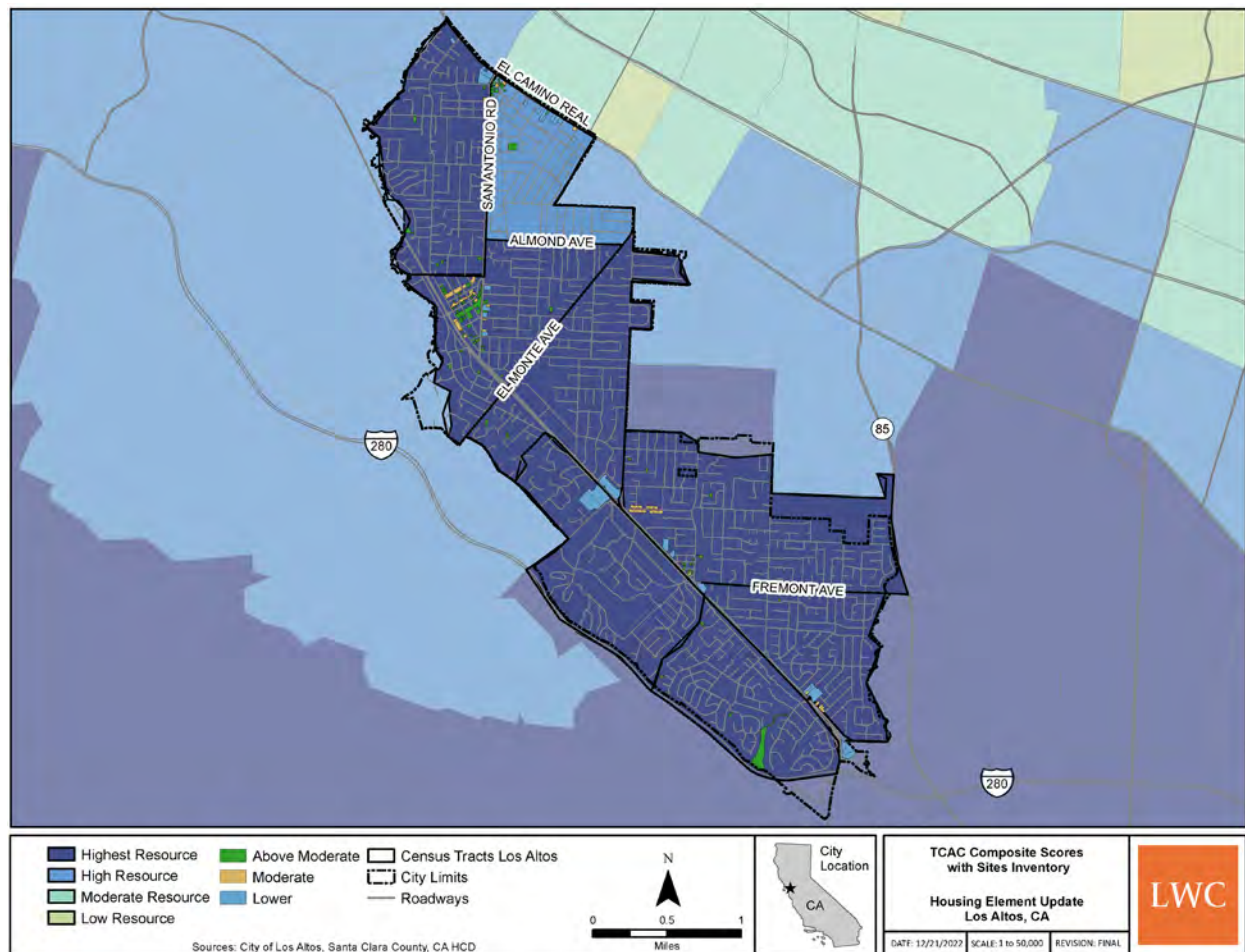 EL CAMINO REAL
SAN ANTONIO RD
ALMOND AVE
EL MONTE AVE
280
85
FREMONT AVE
280
Highest Resource
High Resource
Moderate Resource
Low Resource
Above Moderate
Moderate
Lower
Census Tracts Los Altos
City Limits
Roadways
Sources: City of Los Altos, Santa Clara County, CA HCD
N
0 0.5 1
Miles
City
Location
CA
TCAC Composite Scores
with Sites Inventory
Housing Element Update
Los Altos, CA
DATE: 12/21/2022 SCALE: 1 to 50,000 REVISION: FINAL
LWC